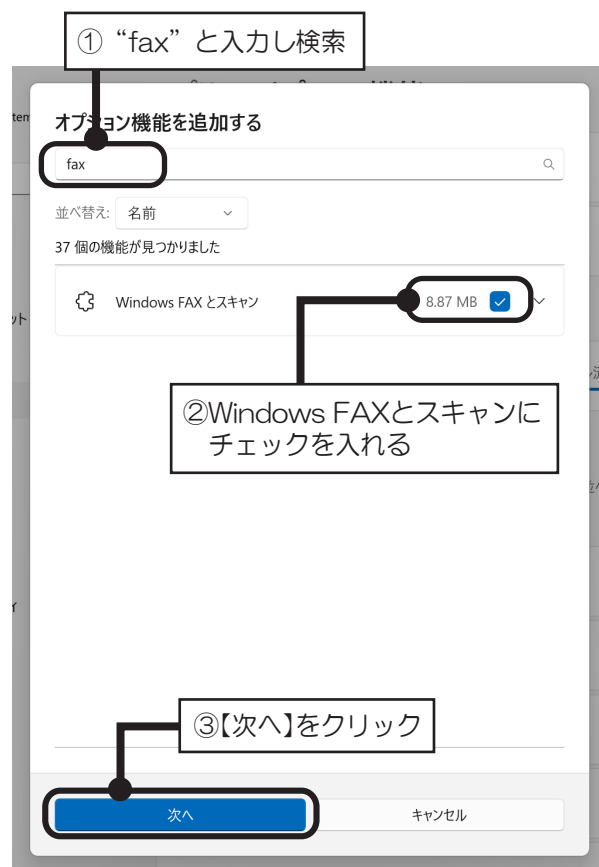 ① “fax” と入力し検索
tem
オプション機能を追加する
fax
並べ替え: 名前
37 個の機能が見つかりました
Windows FAX とスキャン 8.87 MB
ット
②Windows FAXとスキャンに
チェックを入れる
イ
③【次へ】をクリック
次へ キャンセル